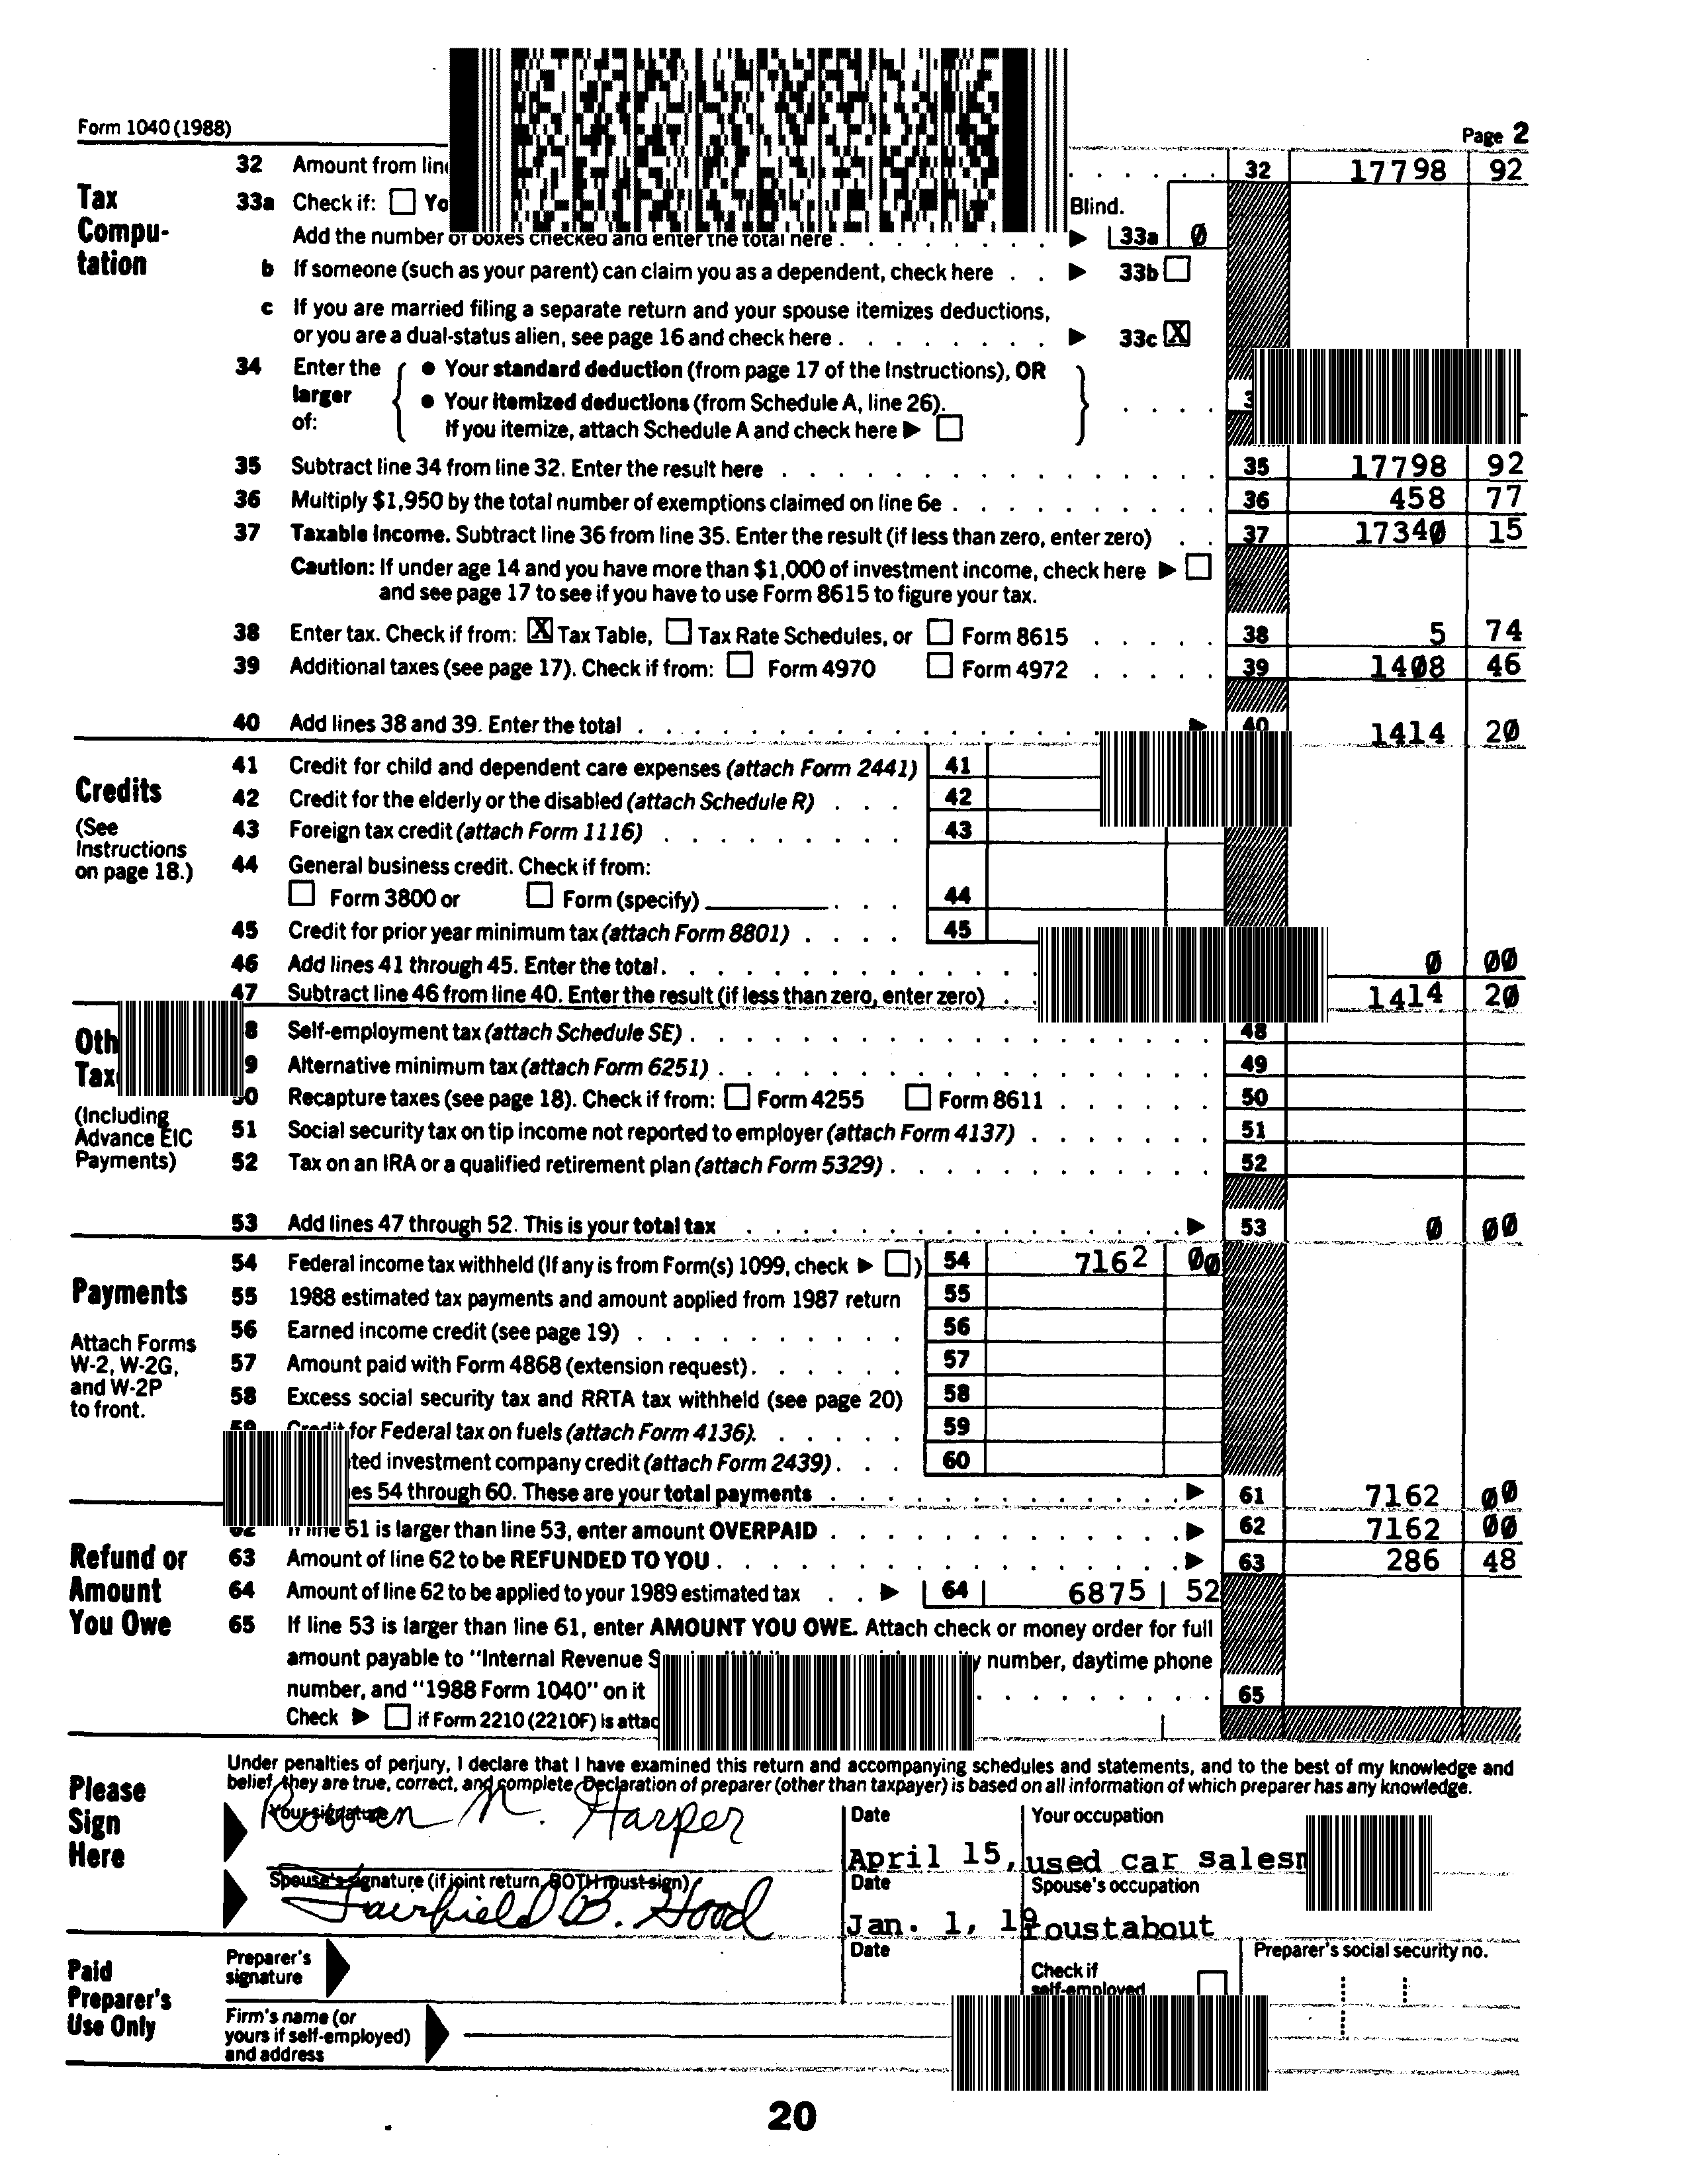 Form 1040 (1988)
Page 2
Tax
Compu-
tation
32 Amount from line . . . . . . 32 17798 92
33a Check if: ☐ Blind.
Add the number of boxes checked and enter the total here . . . . . . . . ▶ 33a 0
b If someone (such as your parent) can claim you as a dependent, check here . . ▶ 33b ☐
c If you are married filing a separate return and your spouse itemizes deductions,
or you are a dual-status alien, see page 16 and check here . . . . . . . . ▶ 33c ☒
34 Enter the larger of: { • Your standard deduction (from page 17 of the Instructions), OR
• Your itemized deductions (from Schedule A, line 26).
If you itemize, attach Schedule A and check here ▶ ☐ } . . . .
35 Subtract line 34 from line 32. Enter the result here . . . . . . 35 17798 92
36 Multiply $1,950 by the total number of exemptions claimed on line 6e . . . . . . 36 458 77
37 Taxable income. Subtract line 36 from line 35. Enter the result (if less than zero, enter zero) . . 37 17340 15
Caution: If under age 14 and you have more than $1,000 of investment income, check here ▶ ☐
and see page 17 to see if you have to use Form 8615 to figure your tax.
38 Enter tax. Check if from: ☒ Tax Table, ☐ Tax Rate Schedules, or ☐ Form 8615 . . . . . 38 5 74
39 Additional taxes (see page 17). Check if from: ☐ Form 4970 ☐ Form 4972 . . . . . 39 1408 46
40 Add lines 38 and 39. Enter the total . . . . . . ▶ 40 1414 20
Credits
(See
Instructions
on page 18.)
41 Credit for child and dependent care expenses (attach Form 2441) 41
42 Credit for the elderly or the disabled (attach Schedule R) . . . 42
43 Foreign tax credit (attach Form 1116) . . . . . . . . . 43
44 General business credit. Check if from:
☐ Form 3800 or ☐ Form (specify) . . . 44
45 Credit for prior year minimum tax (attach Form 8801) . . . . 45
46 Add lines 41 through 45. Enter the total . . . . . . 0 00
47 Subtract line 46 from line 40. Enter the result (if less than zero, enter zero) . . 1414 20
(Including
Advance EIC
Payments)
8 Self-employment tax (attach Schedule SE) . . . . . . 48
9 Alternative minimum tax (attach Form 6251) . . . . . . 49
0 Recapture taxes (see page 18). Check if from: ☐ Form 4255 ☐ Form 8611 . . . . . . 50
51 Social security tax on tip income not reported to employer (attach Form 4137) . . . . . . 51
52 Tax on an IRA or a qualified retirement plan (attach Form 5329) . . . . . . 52
53 Add lines 47 through 52. This is your total tax . . . . . . ▶ 53 0 00
Payments
Attach Forms
W-2, W-2G,
and W-2P
to front.
54 Federal income tax withheld (If any is from Form(s) 1099, check ▶ ☐ ) 54 7162 00
55 1988 estimated tax payments and amount applied from 1987 return 55
56 Earned income credit (see page 19) . . . . . . . . . . 56
57 Amount paid with Form 4868 (extension request) . . . . . . 57
58 Excess social security tax and RRTA tax withheld (see page 20) 58
Credit for Federal tax on fuels (attach Form 4136) . . . . . . 59
investment company credit (attach Form 2439) . . . 60
54 through 60. These are your total payments . . . . . . ▶ 61 7162 00
62 If line 61 is larger than line 53, enter amount OVERPAID . . . . . . ▶ 62 7162 00
Refund or
Amount
You Owe
63 Amount of line 62 to be REFUNDED TO YOU . . . . . . ▶ 63 286 48
64 Amount of line 62 to be applied to your 1989 estimated tax . . ▶ 64 6875 52
65 If line 53 is larger than line 61, enter AMOUNT YOU OWE. Attach check or money order for full
amount payable to "Internal Revenue number, daytime phone
number, and "1988 Form 1040" on it . . . . . . 65
Check ▶ ☐ if Form 2210 (2210F) is
Please
Sign
Here
Under penalties of perjury, I declare that I have examined this return and accompanying schedules and statements, and to the best of my knowledge and
belief, they are true, correct, and complete. Declaration of preparer (other than taxpayer) is based on all information of which preparer has any knowledge.
Your signature
N. Harper
Date
April 15,
Your occupation
used car
Spouse's signature (if joint return, BOTH must sign)
Fairfield B. Hood
Date
Jan. 1, 19
Spouse's occupation
roustabout
Paid
Preparer's
Use Only
Preparer's
signature
Date
Check if
self-employed ☐
Preparer's social security no.
Firm's name (or
yours if self-employed)
and address
20